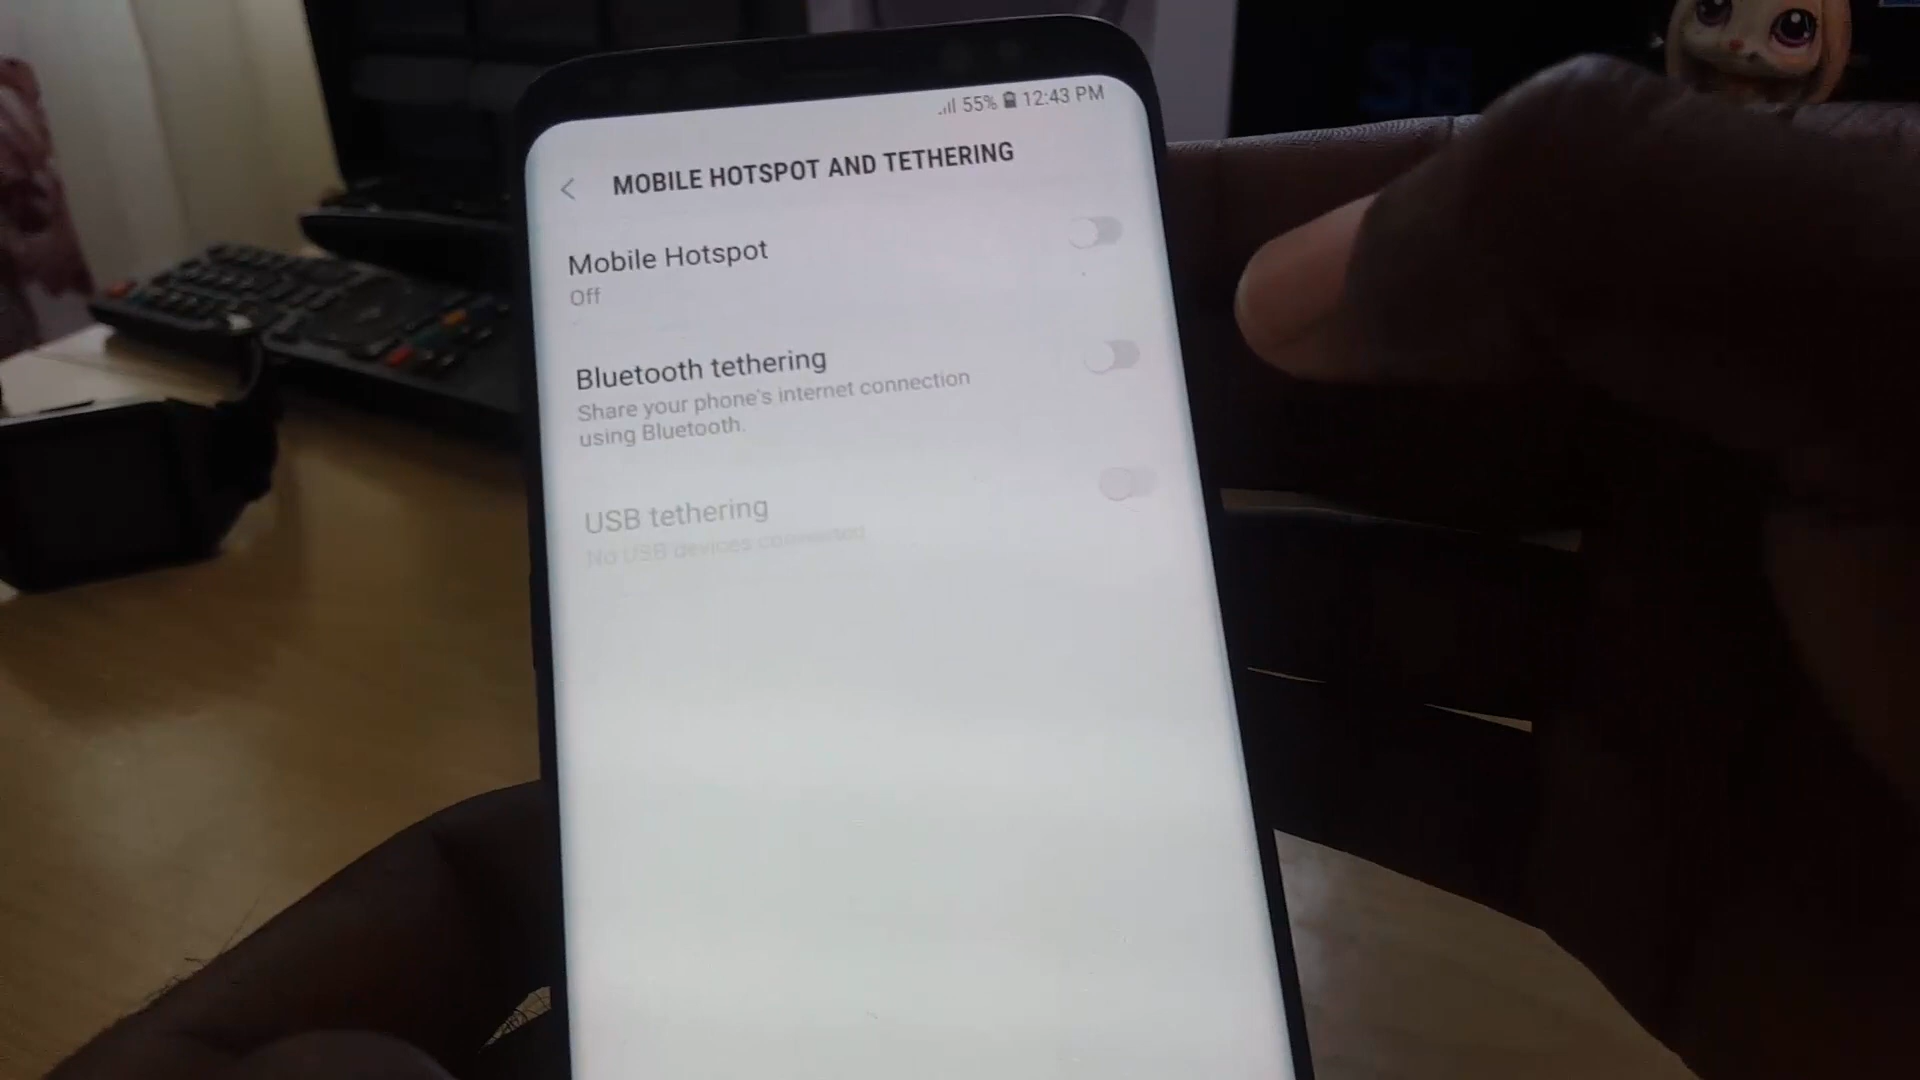 55% 12:43 PM
MOBILE HOTSPOT AND TETHERING
Mobile Hotspot
Off
Bluetooth tethering
Share your phone's internet connection
using Bluetooth.
USB tethering
No USB devices connected